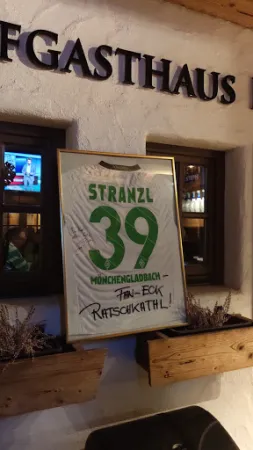 FGASTHAUS
STRANZL
39
MÖNCHENGLADBACH -
FAN-ECK
RATSCHKATHL!